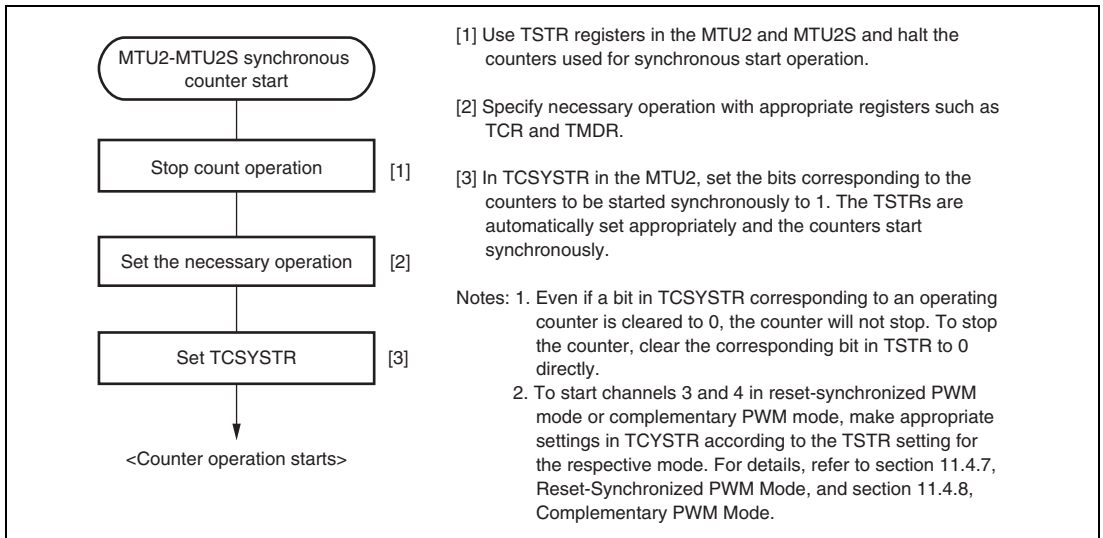 MTU2-MTU2S synchronous
counter start
Stop count operation
[1]
Set the necessary operation
[2]
Set TCSYSTR
[3]
<Counter operation starts>
[1] Use TSTR registers in the MTU2 and MTU2S and halt the
counters used for synchronous start operation.
[2] Specify necessary operation with appropriate registers such as
TCR and TMDR.
[3] In TCSYSTR in the MTU2, set the bits corresponding to the
counters to be started synchronously to 1. The TSTRs are
automatically set appropriately and the counters start
synchronously.
Notes: 1. Even if a bit in TCSYSTR corresponding to an operating
counter is cleared to 0, the counter will not stop. To stop
the counter, clear the corresponding bit in TSTR to 0
directly.
2. To start channels 3 and 4 in reset-synchronized PWM
mode or complementary PWM mode, make appropriate
settings in TCYSTR according to the TSTR setting for
the respective mode. For details, refer to section 11.4.7,
Reset-Synchronized PWM Mode, and section 11.4.8,
Complementary PWM Mode.